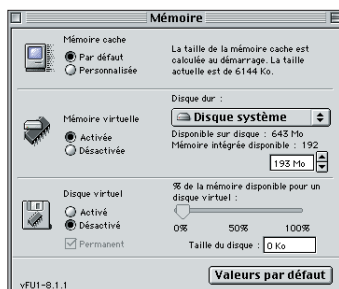 Mémoire
Mémoire cache
Par défaut
Personnalisée
La taille de la mémoire cache est
calculée au démarrage. La taille
actuelle est de 6144 Ko.
Mémoire virtuelle
Activée
Désactivée
Disque dur :
Disque système
Disponible sur disque : 643 Mo
Mémoire intégrée disponible : 192
193 Mo
Disque virtuel
Activé
Désactivé
Permanent
% de la mémoire disponible pour un
disque virtuel :
0% 50% 100%
Taille du disque : 0 Ko
Valeurs par défaut
vFU1-8.1.1